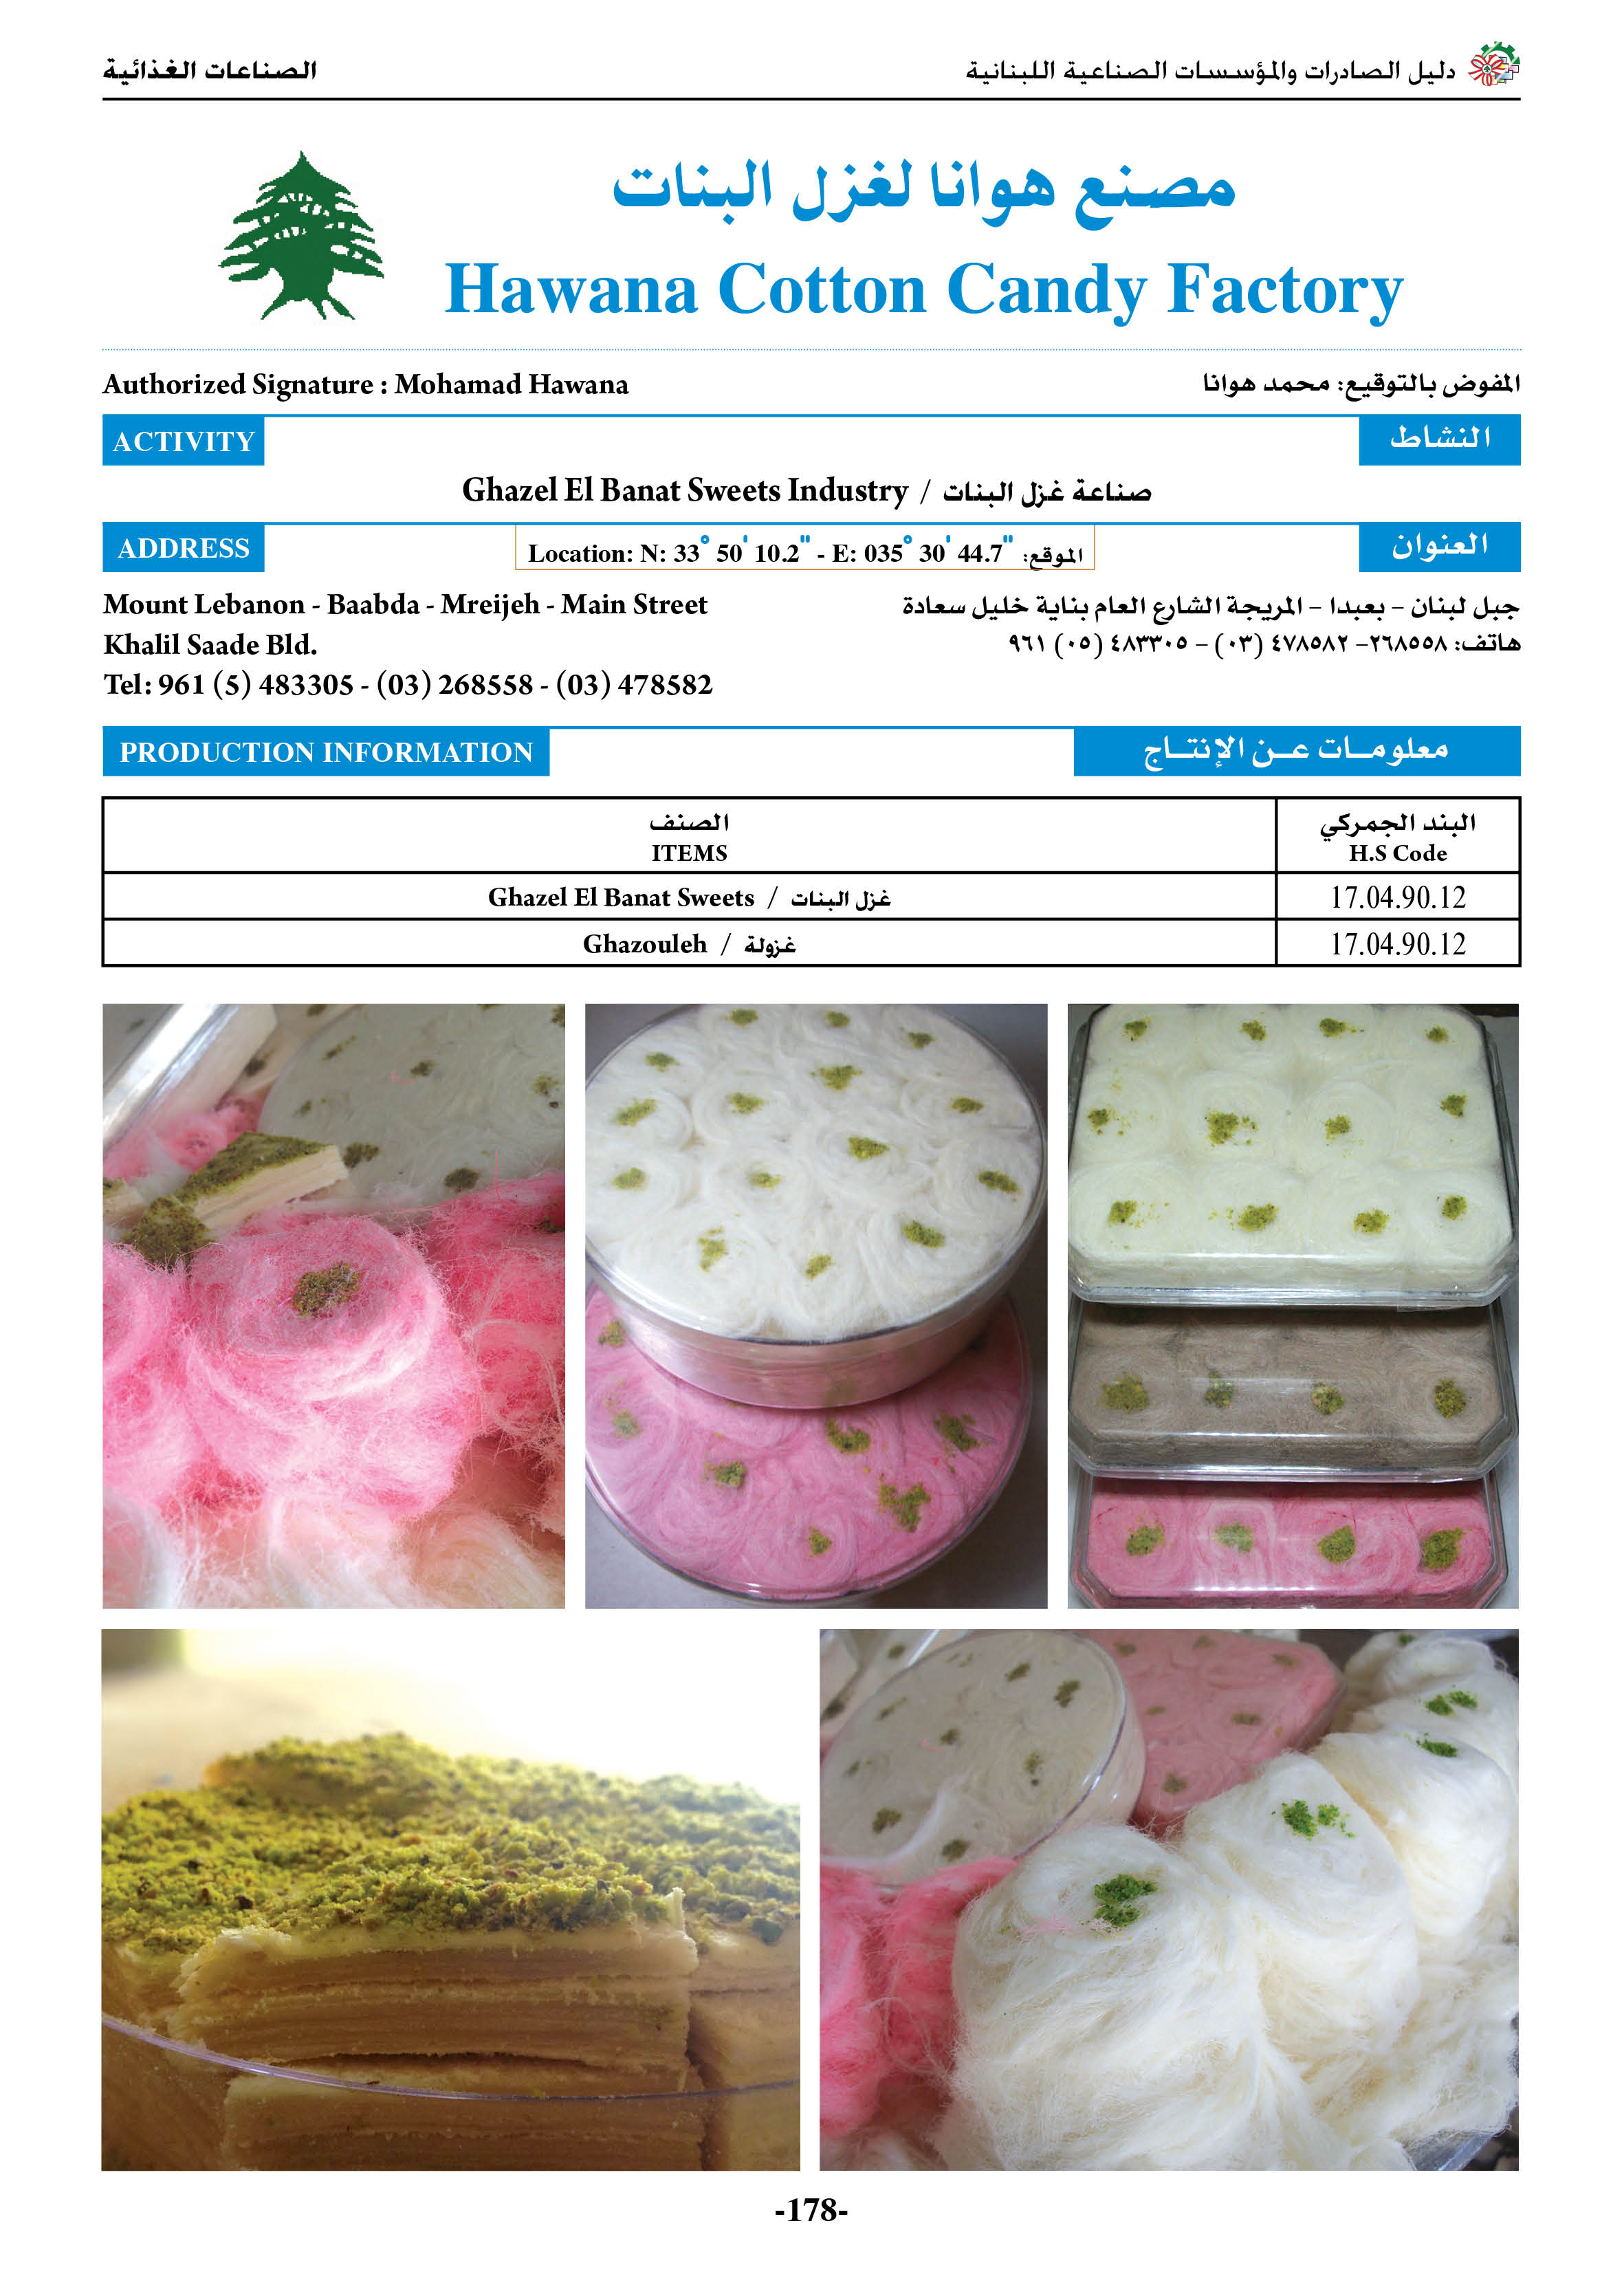 دليل الصادرات والمؤسسات الصناعية اللبنانية
الصناعات الغذائية
مصنع هوانا لغزل البنات
Hawana Cotton Candy Factory
Authorized Signature : Mohamad Hawana
المفوض بالتوقيع: محمد هوانا
ACTIVITY
النشاط
Ghazel El Banat Sweets Industry / صناعة غزل البنات
ADDRESS
Location: N: 33° 50' 10.2" - E: 035° 30' 44.7" الموقع:
العنوان
Mount Lebanon - Baabda - Mreijeh - Main Street
Khalil Saade Bld.
Tel: 961 (5) 483305 - (03) 268558 - (03) 478582
جبل لبنان – بعبدا – المريجة الشارع العام بناية خليل سعادة
هاتف: ٢٦٨٥٥٨– ٤٧٨٥٨٢ (٠٣) – ٤٨٣٣٠٥ (٠٥) ٩٦١
PRODUCTION INFORMATION
معلومــات عــن الإنتــاج
الصنف
ITEMS
البند الجمركي
H.S Code
Ghazel El Banat Sweets / غزل البنات
17.04.90.12
Ghazouleh / غزولة
17.04.90.12
-178-